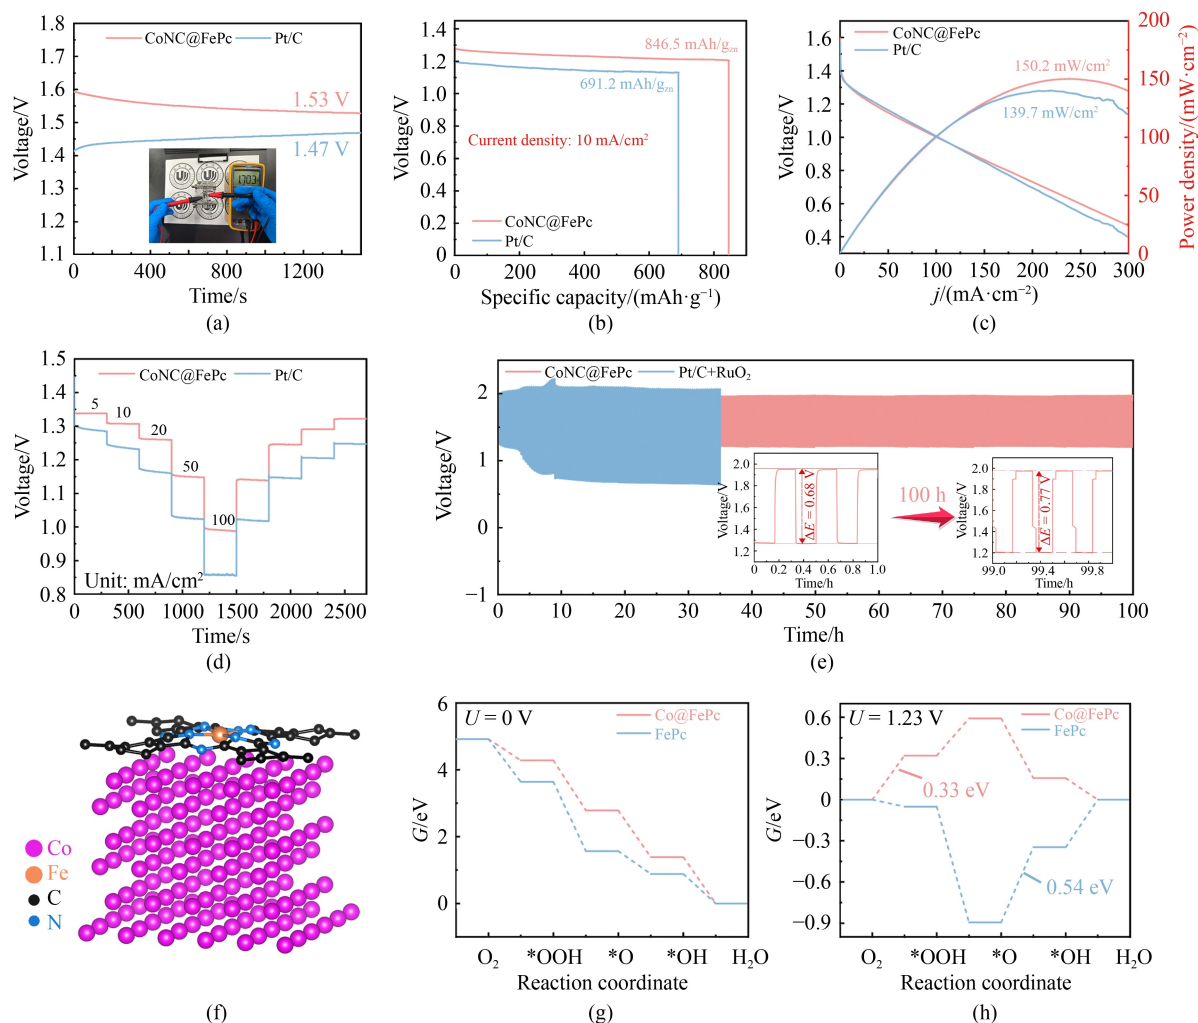 1.8
1.7
1.6
1.5
1.4
1.3
1.2
1.1
Voltage/V
CoNC@FePc
Pt/C
1.53 V
1.47 V
0
400
800
1200
Time/s
(a)
1.4
1.2
1.0
0.8
0.6
0.4
0.2
0
Voltage/V
846.5 mAh/gzn
691.2 mAh/gzn
Current density: 10 mA/cm²
CoNC@FePc
Pt/C
0
200
400
600
800
Specific capacity/(mAh·g⁻¹)
(b)
1.6
1.4
1.2
1.0
0.8
0.6
0.4
Voltage/V
CoNC@FePc
Pt/C
150.2 mW/cm²
139.7 mW/cm²
200
150
100
50
0
Power density/(mW·cm⁻²)
0
50
100
150
200
250
300
j/(mA·cm⁻²)
(c)
1.5
1.4
1.3
1.2
1.1
1.0
0.9
0.8
Voltage/V
CoNC@FePc
Pt/C
5
10
20
50
100
Unit: mA/cm²
0
500
1000
1500
2000
2500
Time/s
(d)
2
1
0
−1
Voltage/V
CoNC@FePc
Pt/C+RuO₂
2.0
1.8
1.6
1.4
1.2
Voltage/V
ΔE = 0.68 V
0
0.2
0.4
0.6
0.8
1.0
Time/h
100 h
2.0
1.8
1.6
1.4
1.2
Voltage/V
ΔE = 0.77 V
99.0
99.4
99.8
Time/h
0
10
20
30
40
50
60
70
80
90
100
Time/h
(e)
Co
Fe
C
N
(f)
6
4
2
0
G/eV
U = 0 V
Co@FePc
FePc
O₂
*OOH
*O
*OH
H₂O
Reaction coordinate
(g)
0.6
0.3
0
−0.3
−0.6
−0.9
G/eV
U = 1.23 V
Co@FePc
FePc
0.33 eV
0.54 eV
O₂
*OOH
*O
*OH
H₂O
Reaction coordinate
(h)